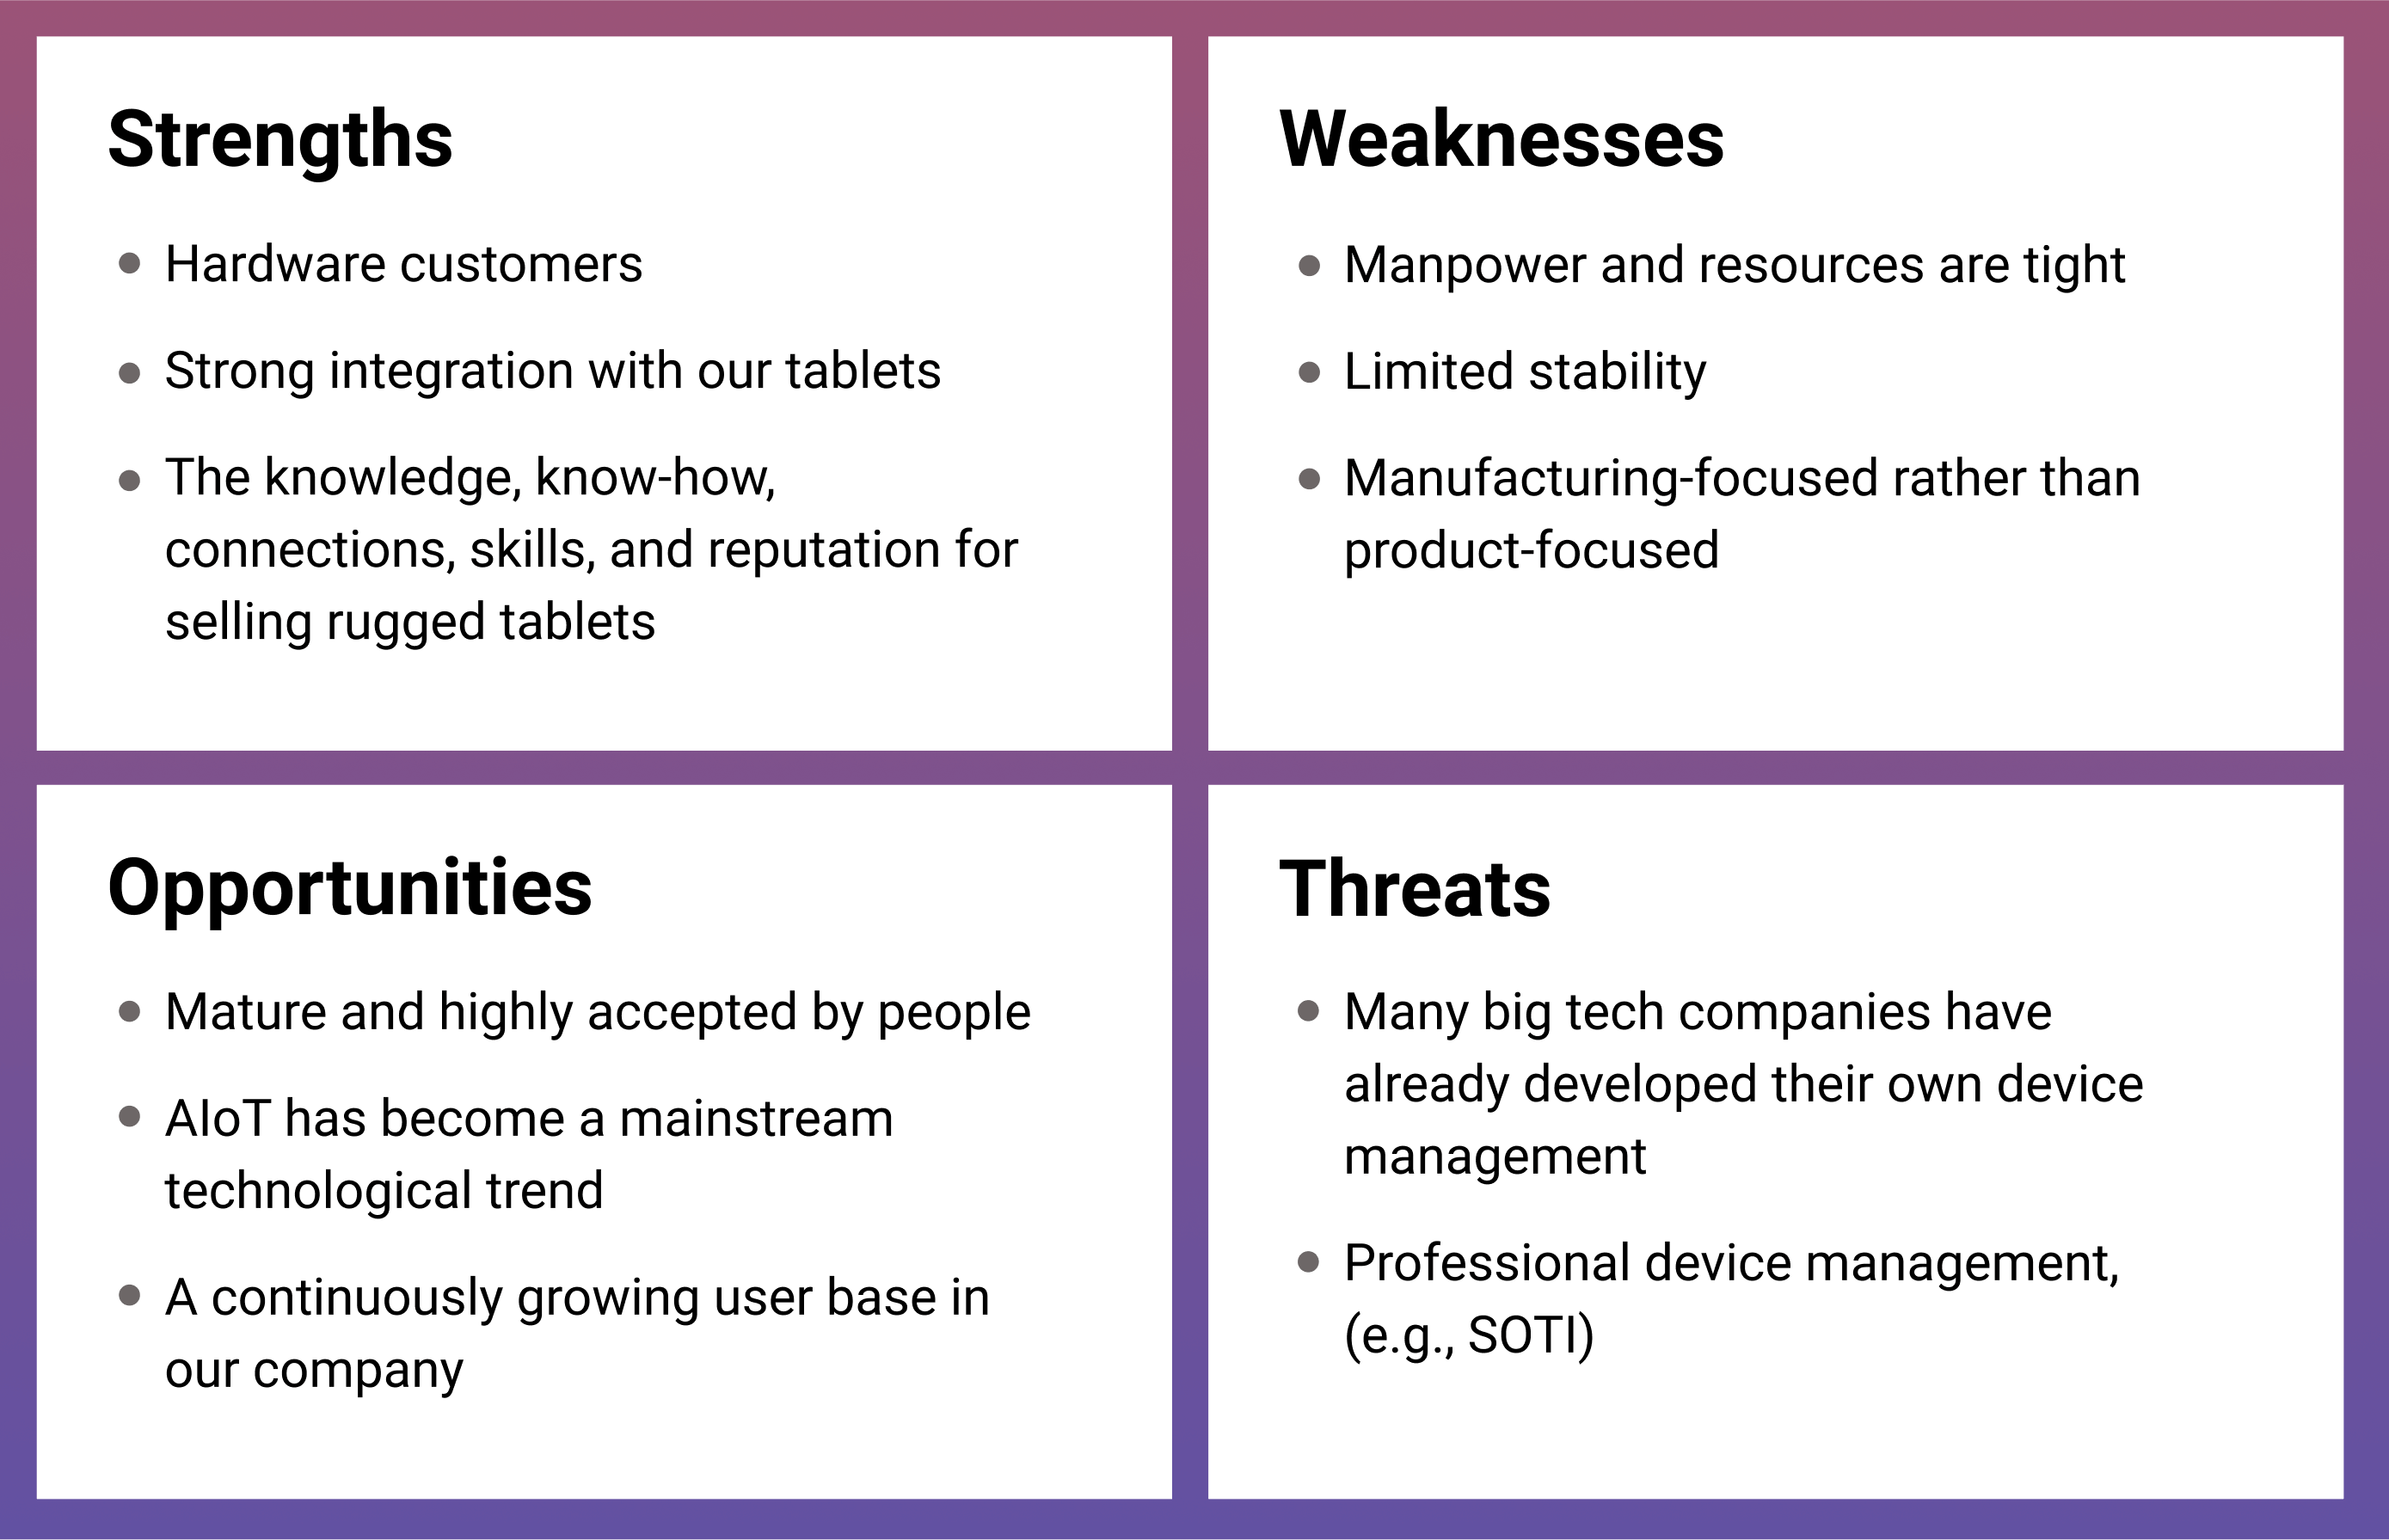 Strengths
Hardware customers
Strong integration with our tablets
The knowledge, know-how,
connections, skills, and reputation for
selling rugged tablets
Weaknesses
Manpower and resources are tight
Limited stability
Manufacturing-focused rather than
product-focused
Opportunities
Mature and highly accepted by people
AIoT has become a mainstream
technological trend
A continuously growing user base in
our company
Threats
Many big tech companies have
already developed their own device
management
Professional device management,
(e.g., SOTI)